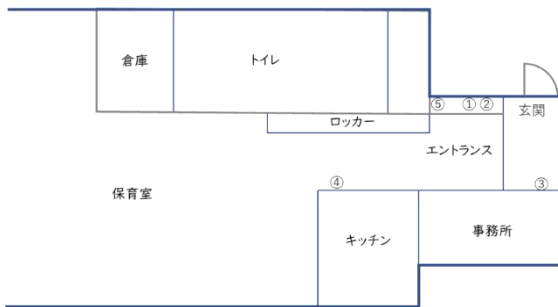 倉庫
トイレ
⑤ ① ② 玄関
ロッカー
エントランス
保育室
④ ③
キッチン
事務所